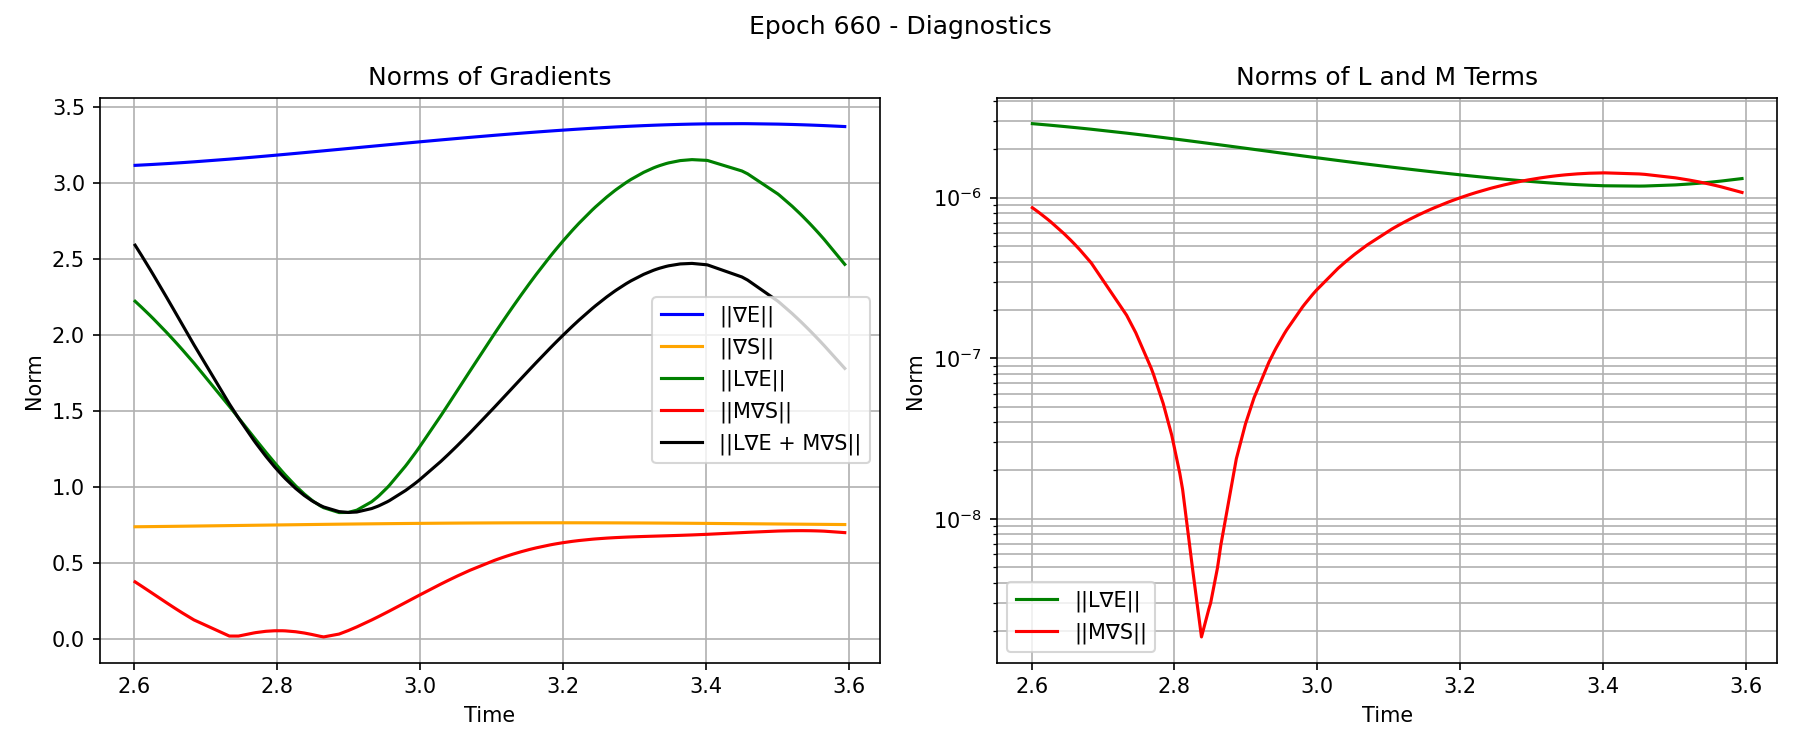 Epoch 660 - Diagnostics
Norms of Gradients
3.5
3.0
2.5
2.0
1.5
1.0
0.5
0.0
Norm
2.6 2.8 3.0 3.2 3.4 3.6
Time
||∇E||
||∇S||
||L∇E||
||M∇S||
||L∇E + M∇S||
Norms of L and M Terms
10⁻⁶
10⁻⁷
10⁻⁸
Norm
2.6 2.8 3.0 3.2 3.4 3.6
Time
||L∇E||
||M∇S||